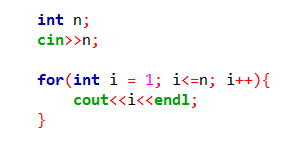 int n;
cin>>n;
for(int i = 1; i<=n; i++){
cout<<i<<endl;
}